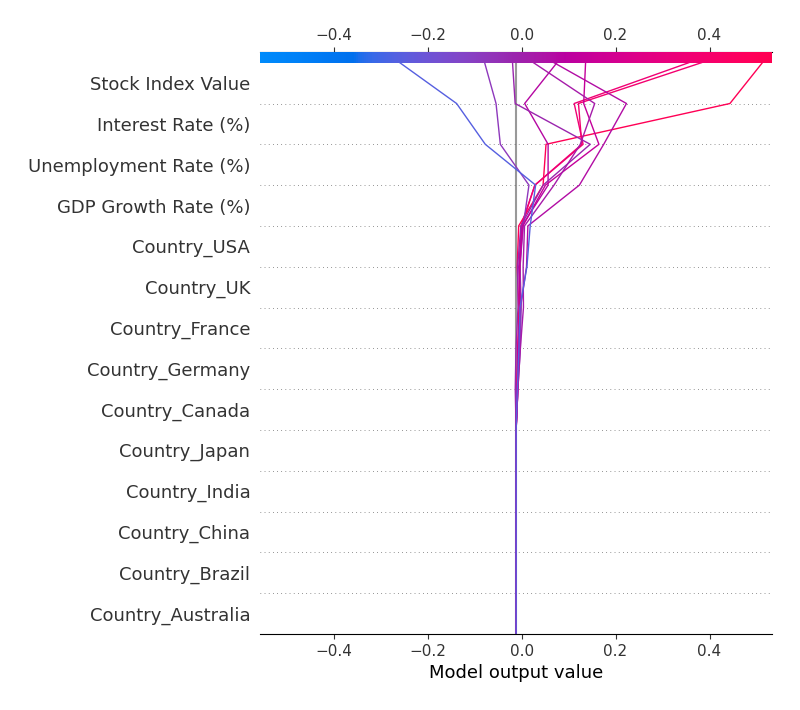 −0.4 −0.2 0.0 0.2 0.4
Stock Index Value
Interest Rate (%)
Unemployment Rate (%)
GDP Growth Rate (%)
Country_USA
Country_UK
Country_France
Country_Germany
Country_Canada
Country_Japan
Country_India
Country_China
Country_Brazil
Country_Australia
−0.4 −0.2 0.0 0.2 0.4
Model output value